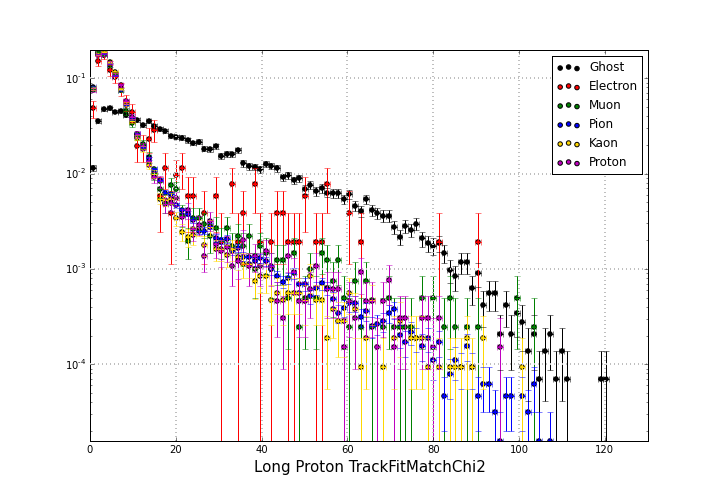 10⁻¹
10⁻²
10⁻³
10⁻⁴
0
20
40
60
80
100
120
Long Proton TrackFitMatchChi2
Ghost
Electron
Muon
Pion
Kaon
Proton